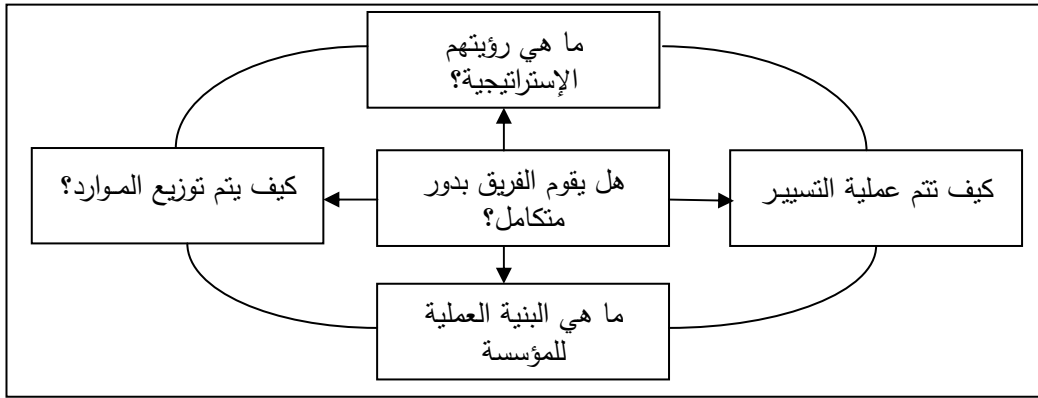 ما هي رؤيتهم
الإستراتيجية؟
كيف تتم عملية التسيير
هل يقوم الفريق بدور
متكامل؟
كيف يتم توزيع الموارد؟
ما هي البنية العملية
للمؤسسة